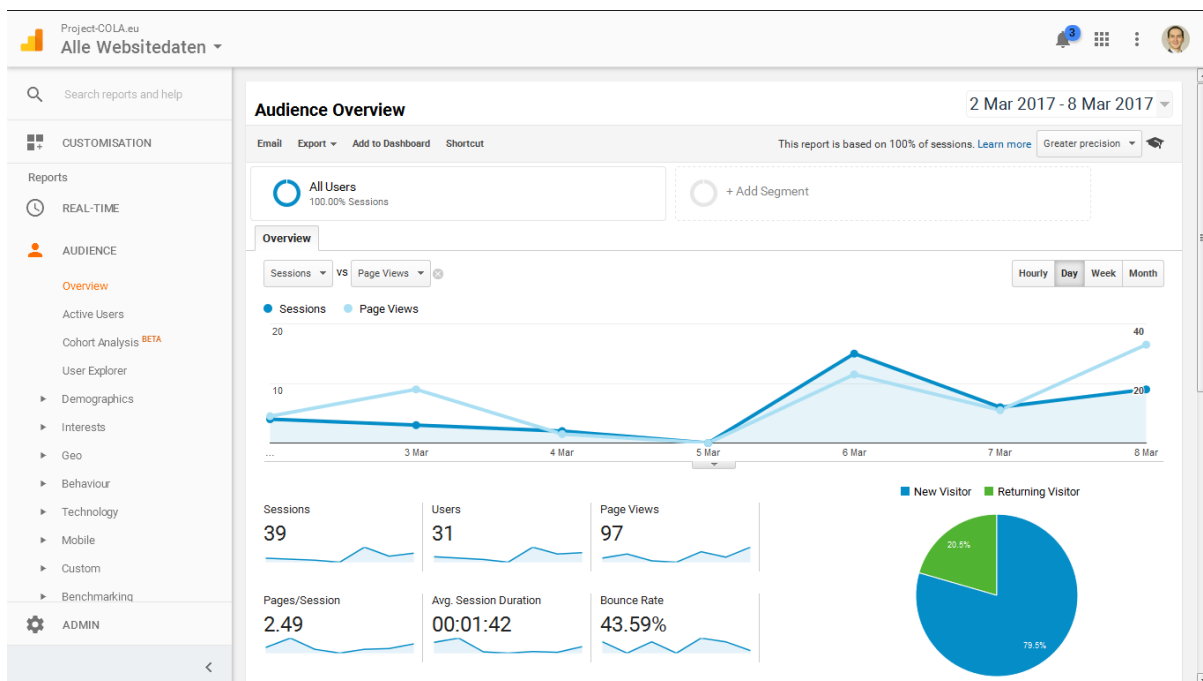 Project-COLA.eu
Alle Websitedaten
3
Search reports and help
CUSTOMISATION
Reports
REAL-TIME
AUDIENCE
Overview
Active Users
Cohort Analysis BETA
User Explorer
Demographics
Interests
Geo
Behaviour
Technology
Mobile
Custom
Benchmarking
ADMIN
Audience Overview
2 Mar 2017 - 8 Mar 2017
Email Export Add to Dashboard Shortcut
This report is based on 100% of sessions. Learn more Greater precision
All Users
100.00% Sessions
+ Add Segment
Overview
Sessions VS Page Views
Hourly Day Week Month
Sessions Page Views
20 40
10 20
... 3 Mar 4 Mar 5 Mar 6 Mar 7 Mar 8 Mar
New Visitor Returning Visitor
Sessions Users Page Views
39 31 97
20.5%
Pages/Session Avg. Session Duration Bounce Rate
2.49 00:01:42 43.59%
79.5%